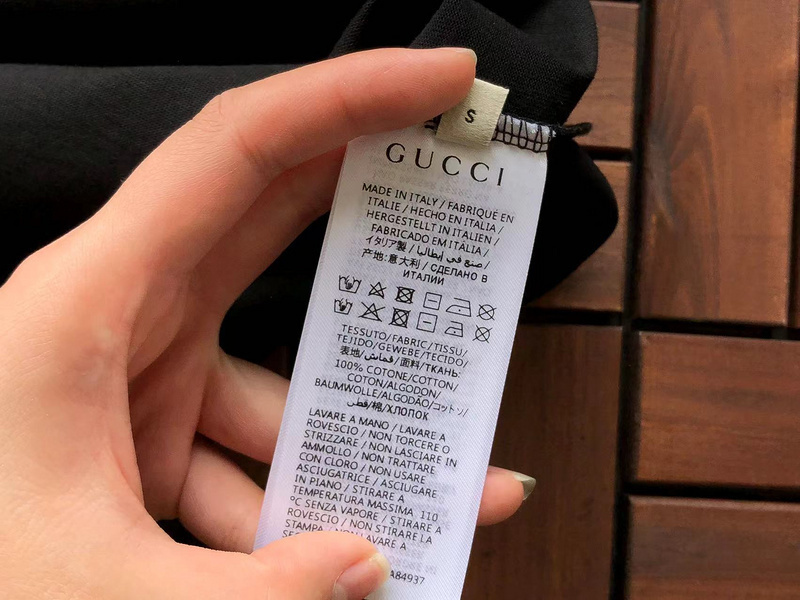 S
GUCCI
MADE IN ITALY / FABRIQUÉ EN
ITALIE / HECHO EN ITALIA /
HERGESTELLT IN ITALIEN /
FABRICADO EM ITÁLIA /
イタリア製 / صنع في إيطاليا /
产地:意大利 / СДЕЛАНО В
ИТАЛИИ
TESSUTO/FABRIC/TISSU/
TEJIDO/GEWEBE/TECIDO/
表地/قماش/面料/ТКАНЬ:
100% COTONE/COTTON/
COTON/ALGODON/
BAUMWOLLE/ALGODÃO/コットン/
قطن/棉/ХЛОПОК
LAVARE A MANO / LAVARE A
ROVESCIO / NON TORCERE O
STRIZZARE / NON LASCIARE IN
AMMOLLO / NON TRATTARE
CON CLORO / NON USARE
ASCIUGATRICE / ASCIUGARE
IN PIANO / STIRARE A
TEMPERATURA MASSIMA 110
°C SENZA VAPORE / STIRARE A
ROVESCIO / NON STIRARE LA
STAMPA / NON LAVARE A
A84937